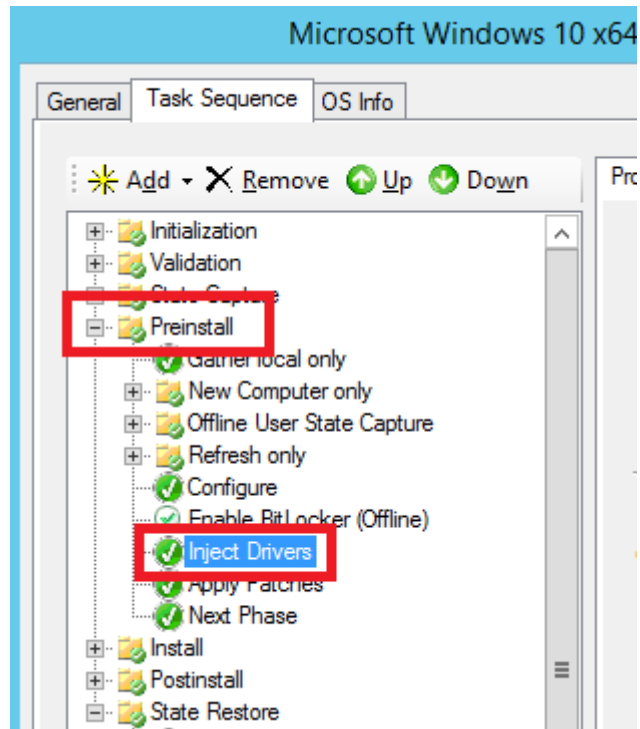 Microsoft Windows 10 x64
General Task Sequence OS Info
Add Remove Up Down
Initialization
Validation
State Capture
Preinstall
Gather local only
New Computer only
Offline User State Capture
Refresh only
Configure
Enable BitLocker (Offline)
Inject Drivers
Apply Patches
Next Phase
Install
Postinstall
State Restore